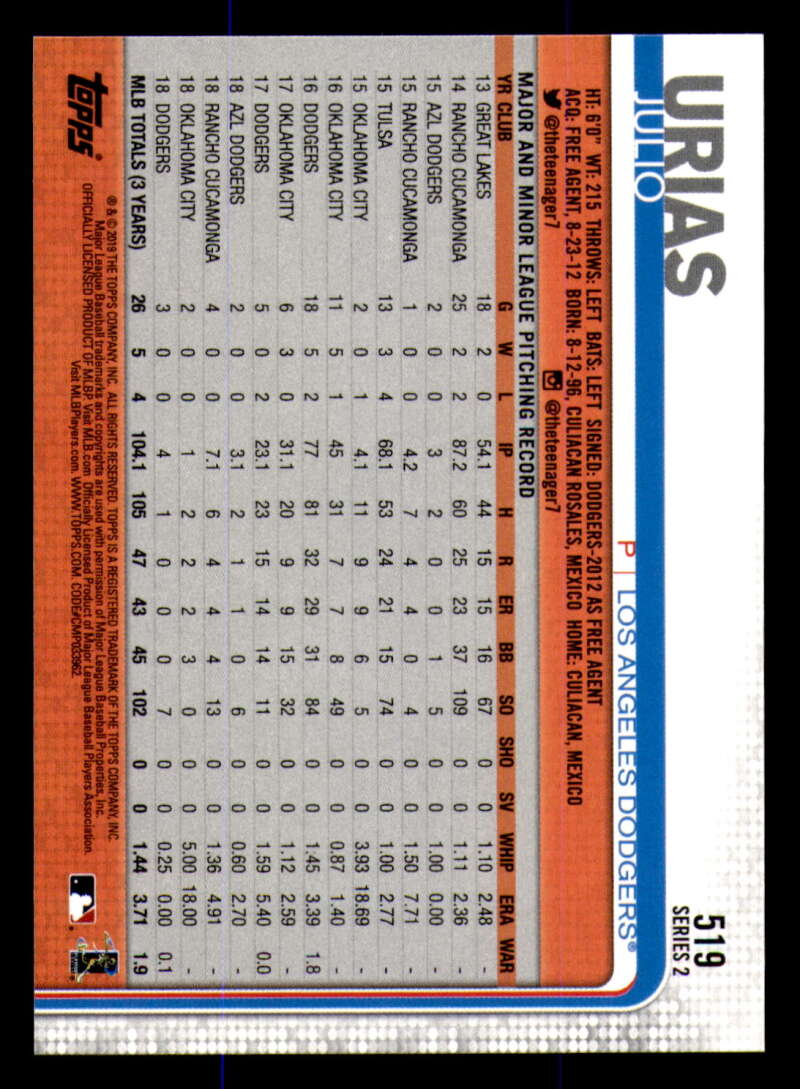 519
SERIES 2
URIAS
JULIO
P | LOS ANGELES DODGERS®
HT: 6'0" WT: 215 THROWS: LEFT BATS: LEFT SIGNED: DODGERS-2012 AS FREE AGENT
ACQ: FREE AGENT, 8-23-12 BORN: 8-12-96, CULIACAN ROSALES, MEXICO HOME: CULIACAN, MEXICO
@theteenager7 @theteenager7
MAJOR AND MINOR LEAGUE PITCHING RECORD
YR CLUB G W L IP H R ER BB SO SHO SV WHIP ERA WAR
13 GREAT LAKES 18 2 0 54.1 44 15 15 16 67 0 0 1.10 2.48 -
14 RANCHO CUCAMONGA 25 2 2 87.2 60 25 23 37 109 0 0 1.11 2.36 -
15 AZL DODGERS 2 0 0 3 2 0 0 1 5 0 0 1.00 0.00 -
15 RANCHO CUCAMONGA 1 0 0 4.2 7 4 4 0 4 0 0 1.50 7.71 -
15 TULSA 13 3 4 68.1 53 24 21 15 74 0 0 1.00 2.77 -
15 OKLAHOMA CITY 2 0 1 4.1 11 9 9 6 5 0 0 3.93 18.69 -
16 OKLAHOMA CITY 11 5 1 45 31 7 7 8 49 0 0 0.87 1.40 -
16 DODGERS 18 5 2 77 81 32 29 31 84 0 0 1.45 3.39 1.8
17 OKLAHOMA CITY 6 3 0 31.1 20 9 9 15 32 0 0 1.12 2.59 -
17 DODGERS 5 0 2 23.1 23 15 14 14 11 0 0 1.59 5.40 0.0
18 AZL DODGERS 2 0 0 3.1 2 1 1 0 6 0 0 0.60 2.70 -
18 RANCHO CUCAMONGA 4 0 0 7.1 6 4 4 4 13 0 0 1.36 4.91 -
18 OKLAHOMA CITY 2 0 0 1 2 2 2 3 0 0 0 5.00 18.00 -
18 DODGERS 3 0 0 4 1 0 0 0 7 0 0 0.25 0.00 0.1
MLB TOTALS (3 YEARS) 26 5 4 104.1 105 47 43 45 102 0 0 1.44 3.71 1.9
topps
® & © 2019 THE TOPPS COMPANY, INC. ALL RIGHTS RESERVED. TOPPS IS A REGISTERED TRADEMARK OF THE TOPPS COMPANY, INC.
Major League Baseball trademarks and copyrights are used with permission of Major League Baseball Properties, Inc.
OFFICIALLY LICENSED PRODUCT OF MLBP. Visit MLB.com Officially Licensed Product of Major League Baseball Players Association.
Visit MLBPlayers.com. WWW.TOPPS.COM. CODE#CMP033962.